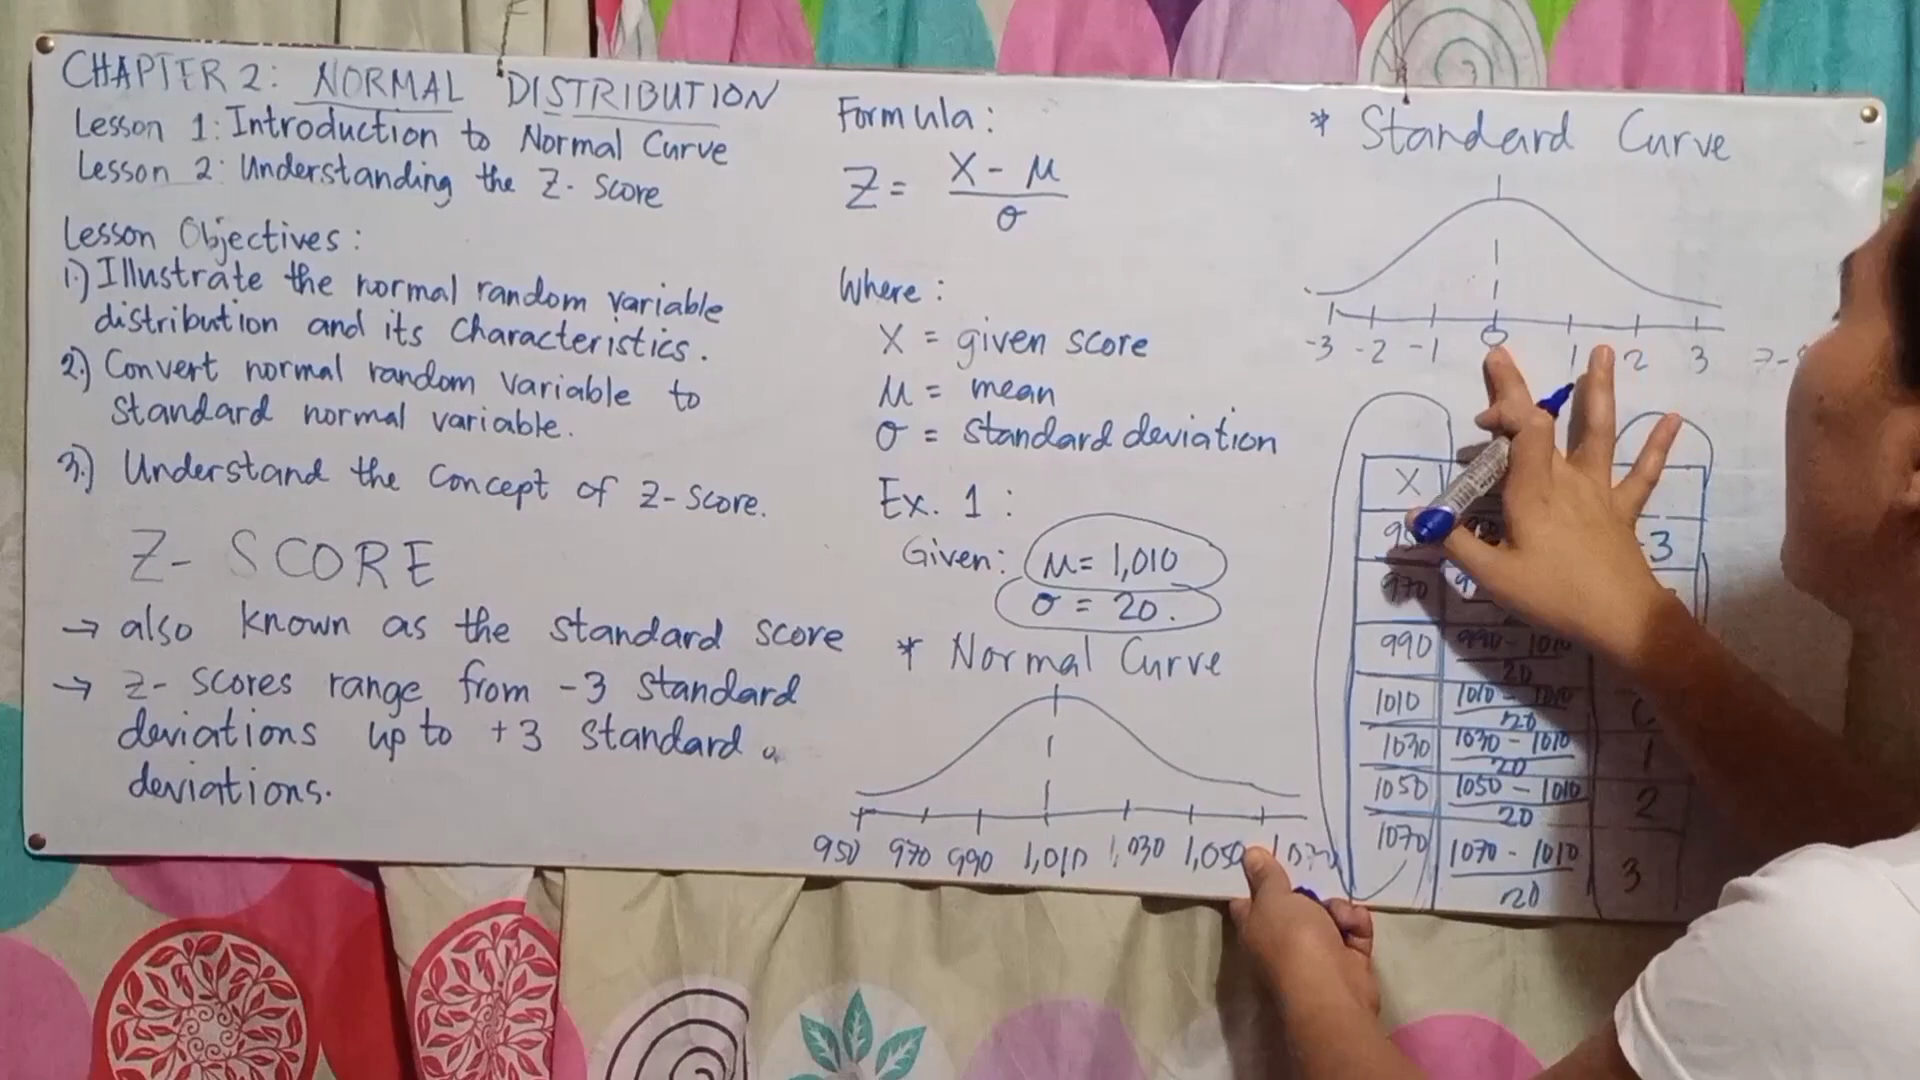 CHAPTER 2: NORMAL DISTRIBUTION
Lesson 1: Introduction to Normal Curve
Lesson 2: Understanding the Z-Score
Lesson Objectives:
1.) Illustrate the normal random variable
distribution and its characteristics.
2.) Convert normal random variable to
standard normal variable.
3.) Understand the concept of z-score.
Z-SCORE
→ also known as the standard score
→ z-scores range from -3 standard
deviations up to +3 standard
deviations.
Formula:
Z = X - μ
σ
Where:
X = given score
μ = mean
σ = standard deviation
Ex. 1:
Given: μ = 1,010
σ = 20.
* Normal Curve
950 970 990 1,010 1,030 1,050
* Standard Curve
-3 -2 -1 0 1 2 3
X
-3
970
990 990 - 1010
20
1010 1010 - 1010
20
1030 1030 - 1010 1
20
1050 1050 - 1010 2
20
1070 1070 - 1010 3
20